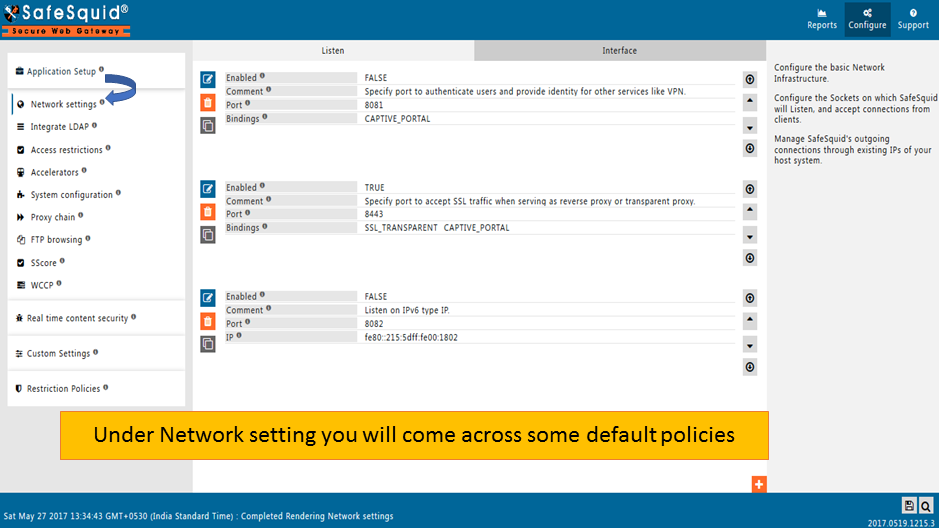 SafeSquid®
Secure Web Gateway
Reports
Configure
Support
Application Setup
Network settings
Integrate LDAP
Access restrictions
Accelerators
System configuration
Proxy chain
FTP browsing
SScore
WCCP
Real time content security
Custom Settings
Restriction Policies
Listen
Interface
Enabled FALSE
Comment Specify port to authenticate users and provide identity for other services like VPN.
Port 8081
Bindings CAPTIVE_PORTAL
Enabled TRUE
Comment Specify port to accept SSL traffic when serving as reverse proxy or transparent proxy.
Port 8443
Bindings SSL_TRANSPARENT CAPTIVE_PORTAL
Enabled FALSE
Comment Listen on IPv6 type IP.
Port 8082
IP fe80::215:5dff:fe00:1802
Configure the basic Network
Infrastructure.
Configure the Sockets on which SafeSquid
will Listen, and accept connections from
clients.
Manage SafeSquid's outgoing
connections through existing IPs of your
host system.
Under Network setting you will come across some default policies
Sat May 27 2017 13:34:43 GMT+0530 (India Standard Time) : Completed Rendering Network settings
2017.0519.1215.3